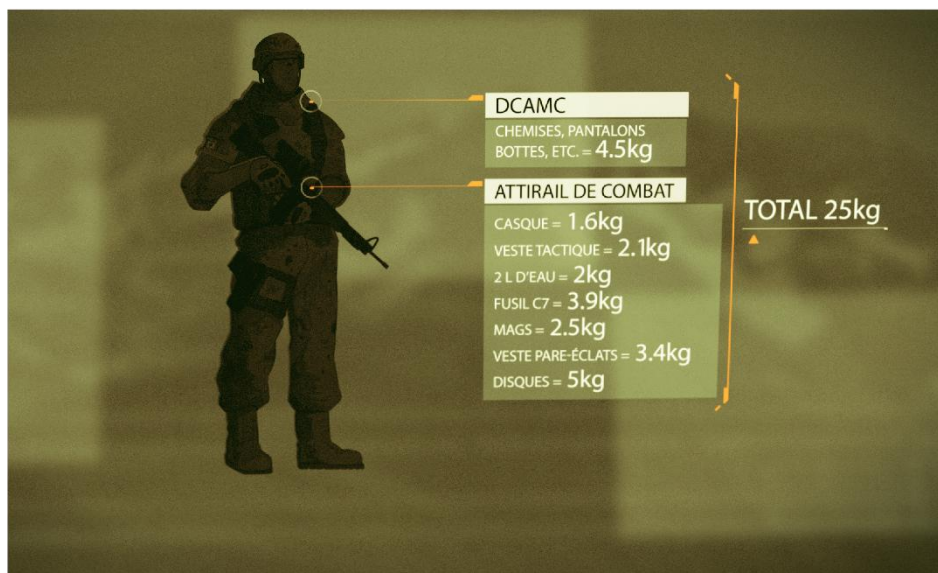 DCAMC
CHEMISES, PANTALONS
BOTTES, ETC. = 4.5kg
ATTIRAIL DE COMBAT
CASQUE = 1.6kg
VESTE TACTIQUE = 2.1kg
2 L D'EAU = 2kg
FUSIL C7 = 3.9kg
MAGS = 2.5kg
VESTE PARE-ÉCLATS = 3.4kg
DISQUES = 5kg
TOTAL 25kg